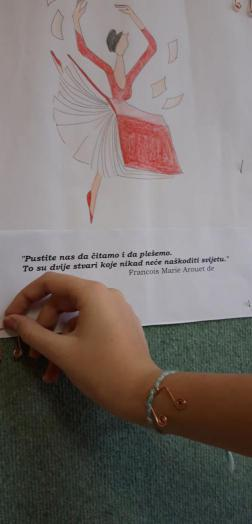 "Pustite nas da čitamo i da plešemo.
To su dvije stvari koje nikad neće naškoditi svijetu."
Francois Marie Arouet de